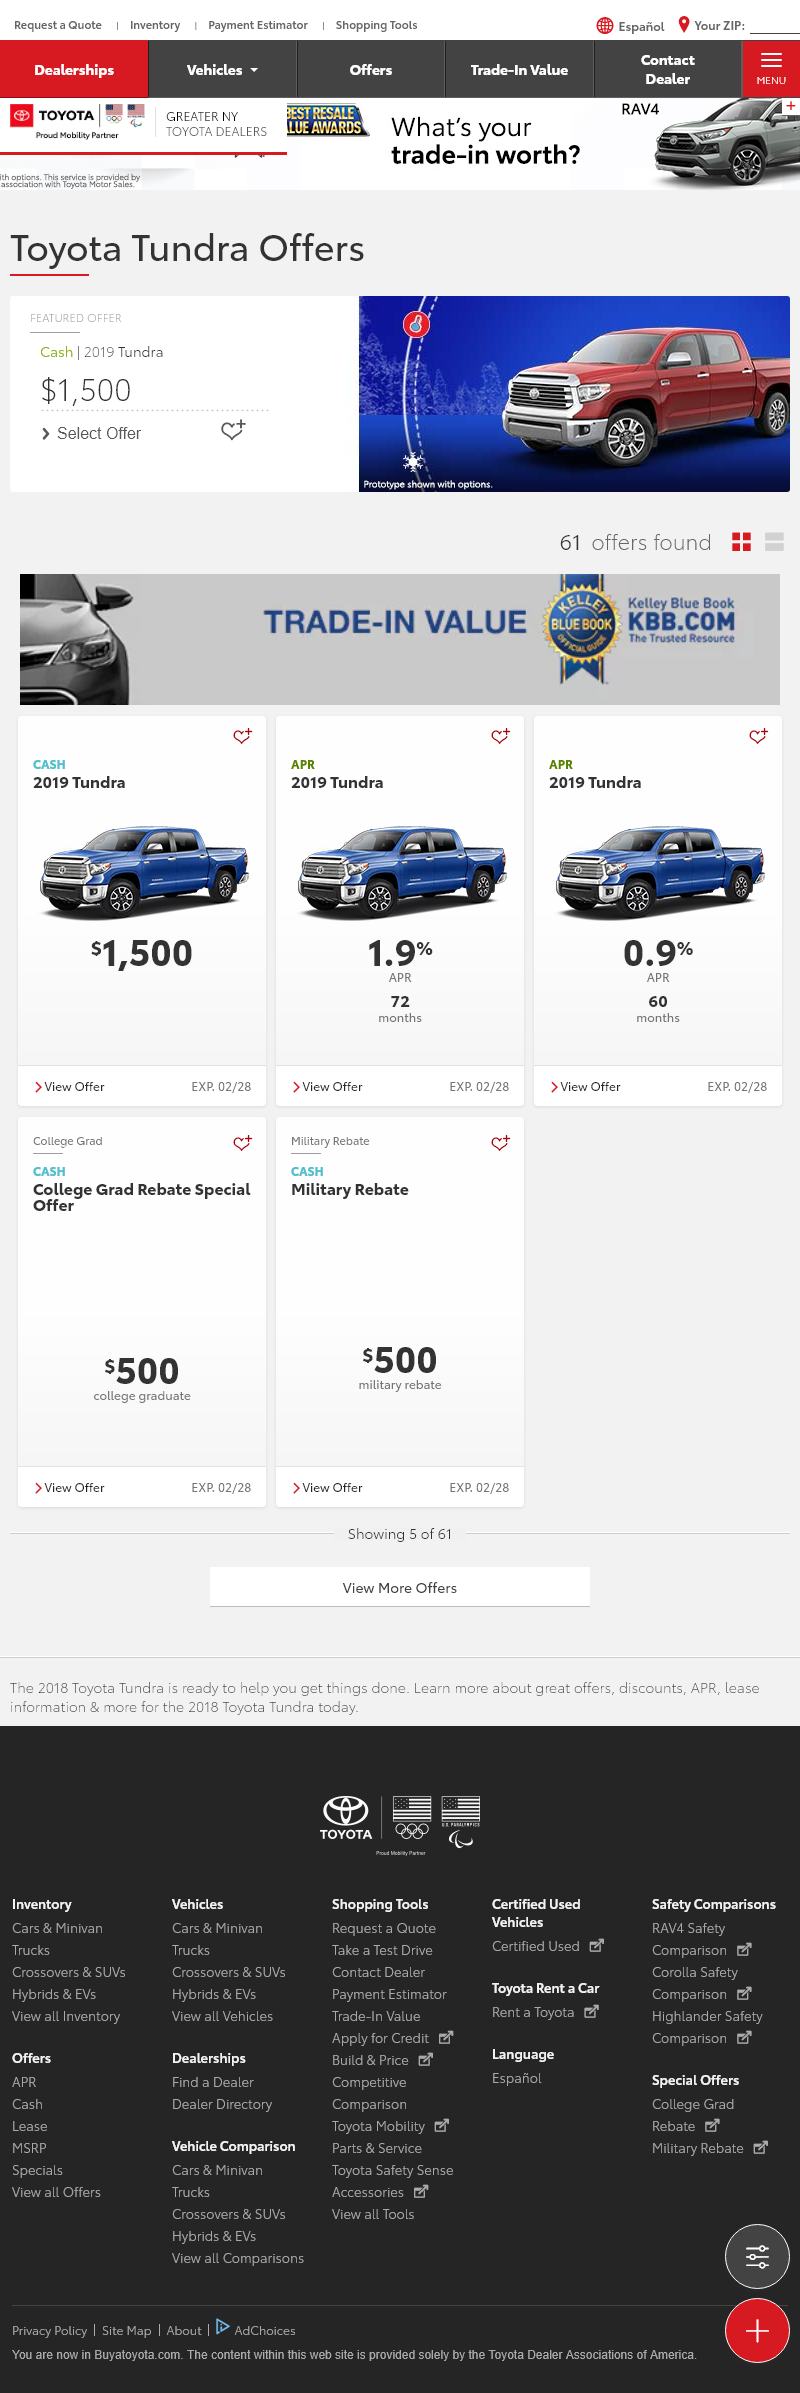 Request a Quote | Inventory | Payment Estimator | Shopping Tools
Español
Your ZIP:
Dealerships
Vehicles
Offers
Trade-In Value
Contact
Dealer
MENU
TOYOTA
Proud Mobility Partner
GREATER NY
TOYOTA DEALERS
BEST RESALE
VALUE AWARDS
What's your
trade-in worth?
RAV4
ith options. This service is provided by
association with Toyota Motor Sales.
Toyota Tundra Offers
FEATURED OFFER
Cash | 2019 Tundra
$1,500
Select Offer
Prototype shown with options.
61 offers found
TRADE-IN VALUE
KELLEY
BLUE BOOK
OFFICIAL GUIDE
Kelley Blue Book
KBB.COM
The Trusted Resource
CASH
2019 Tundra
$1,500
View Offer
EXP. 02/28
APR
2019 Tundra
1.9%
APR
72
months
View Offer
EXP. 02/28
APR
2019 Tundra
0.9%
APR
60
months
View Offer
EXP. 02/28
College Grad
CASH
College Grad Rebate Special
Offer
$500
college graduate
View Offer
EXP. 02/28
Military Rebate
CASH
Military Rebate
$500
military rebate
View Offer
EXP. 02/28
Showing 5 of 61
View More Offers
The 2018 Toyota Tundra is ready to help you get things done. Learn more about great offers, discounts, APR, lease
information & more for the 2018 Toyota Tundra today.
TOYOTA
U.S. PARALYMPICS
Proud Mobility Partner
Inventory
Cars & Minivan
Trucks
Crossovers & SUVs
Hybrids & EVs
View all Inventory
Offers
APR
Cash
Lease
MSRP
Specials
View all Offers
Vehicles
Cars & Minivan
Trucks
Crossovers & SUVs
Hybrids & EVs
View all Vehicles
Dealerships
Find a Dealer
Dealer Directory
Vehicle Comparison
Cars & Minivan
Trucks
Crossovers & SUVs
Hybrids & EVs
View all Comparisons
Shopping Tools
Request a Quote
Take a Test Drive
Contact Dealer
Payment Estimator
Trade-In Value
Apply for Credit
Build & Price
Competitive
Comparison
Toyota Mobility
Parts & Service
Toyota Safety Sense
Accessories
View all Tools
Certified Used
Vehicles
Certified Used
Toyota Rent a Car
Rent a Toyota
Language
Español
Safety Comparisons
RAV4 Safety
Comparison
Corolla Safety
Comparison
Highlander Safety
Comparison
Special Offers
College Grad
Rebate
Military Rebate
Privacy Policy | Site Map | About | AdChoices
You are now in Buyatoyota.com. The content within this web site is provided solely by the Toyota Dealer Associations of America.